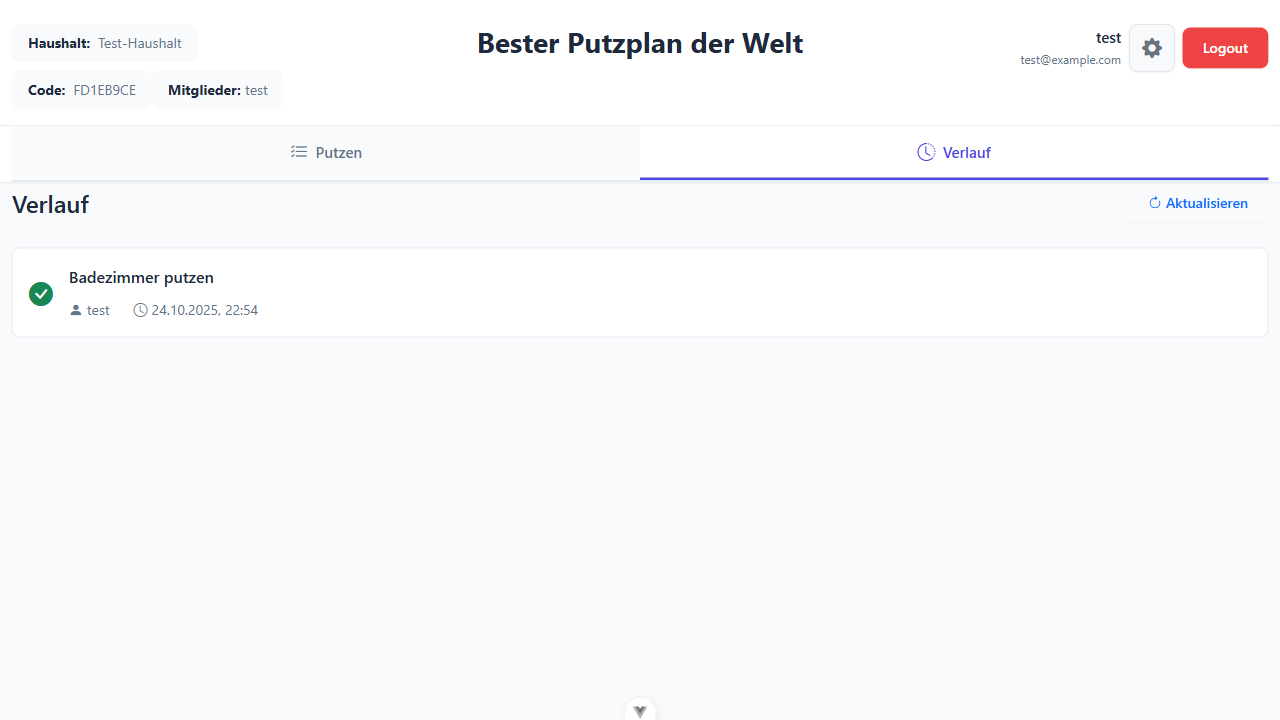 Haushalt: Test-Haushalt
Code: FD1EB9CE
Mitglieder: test
Bester Putzplan der Welt
test
test@example.com
Logout
Putzen
Verlauf
Verlauf
Aktualisieren
Badezimmer putzen
test
24.10.2025, 22:54